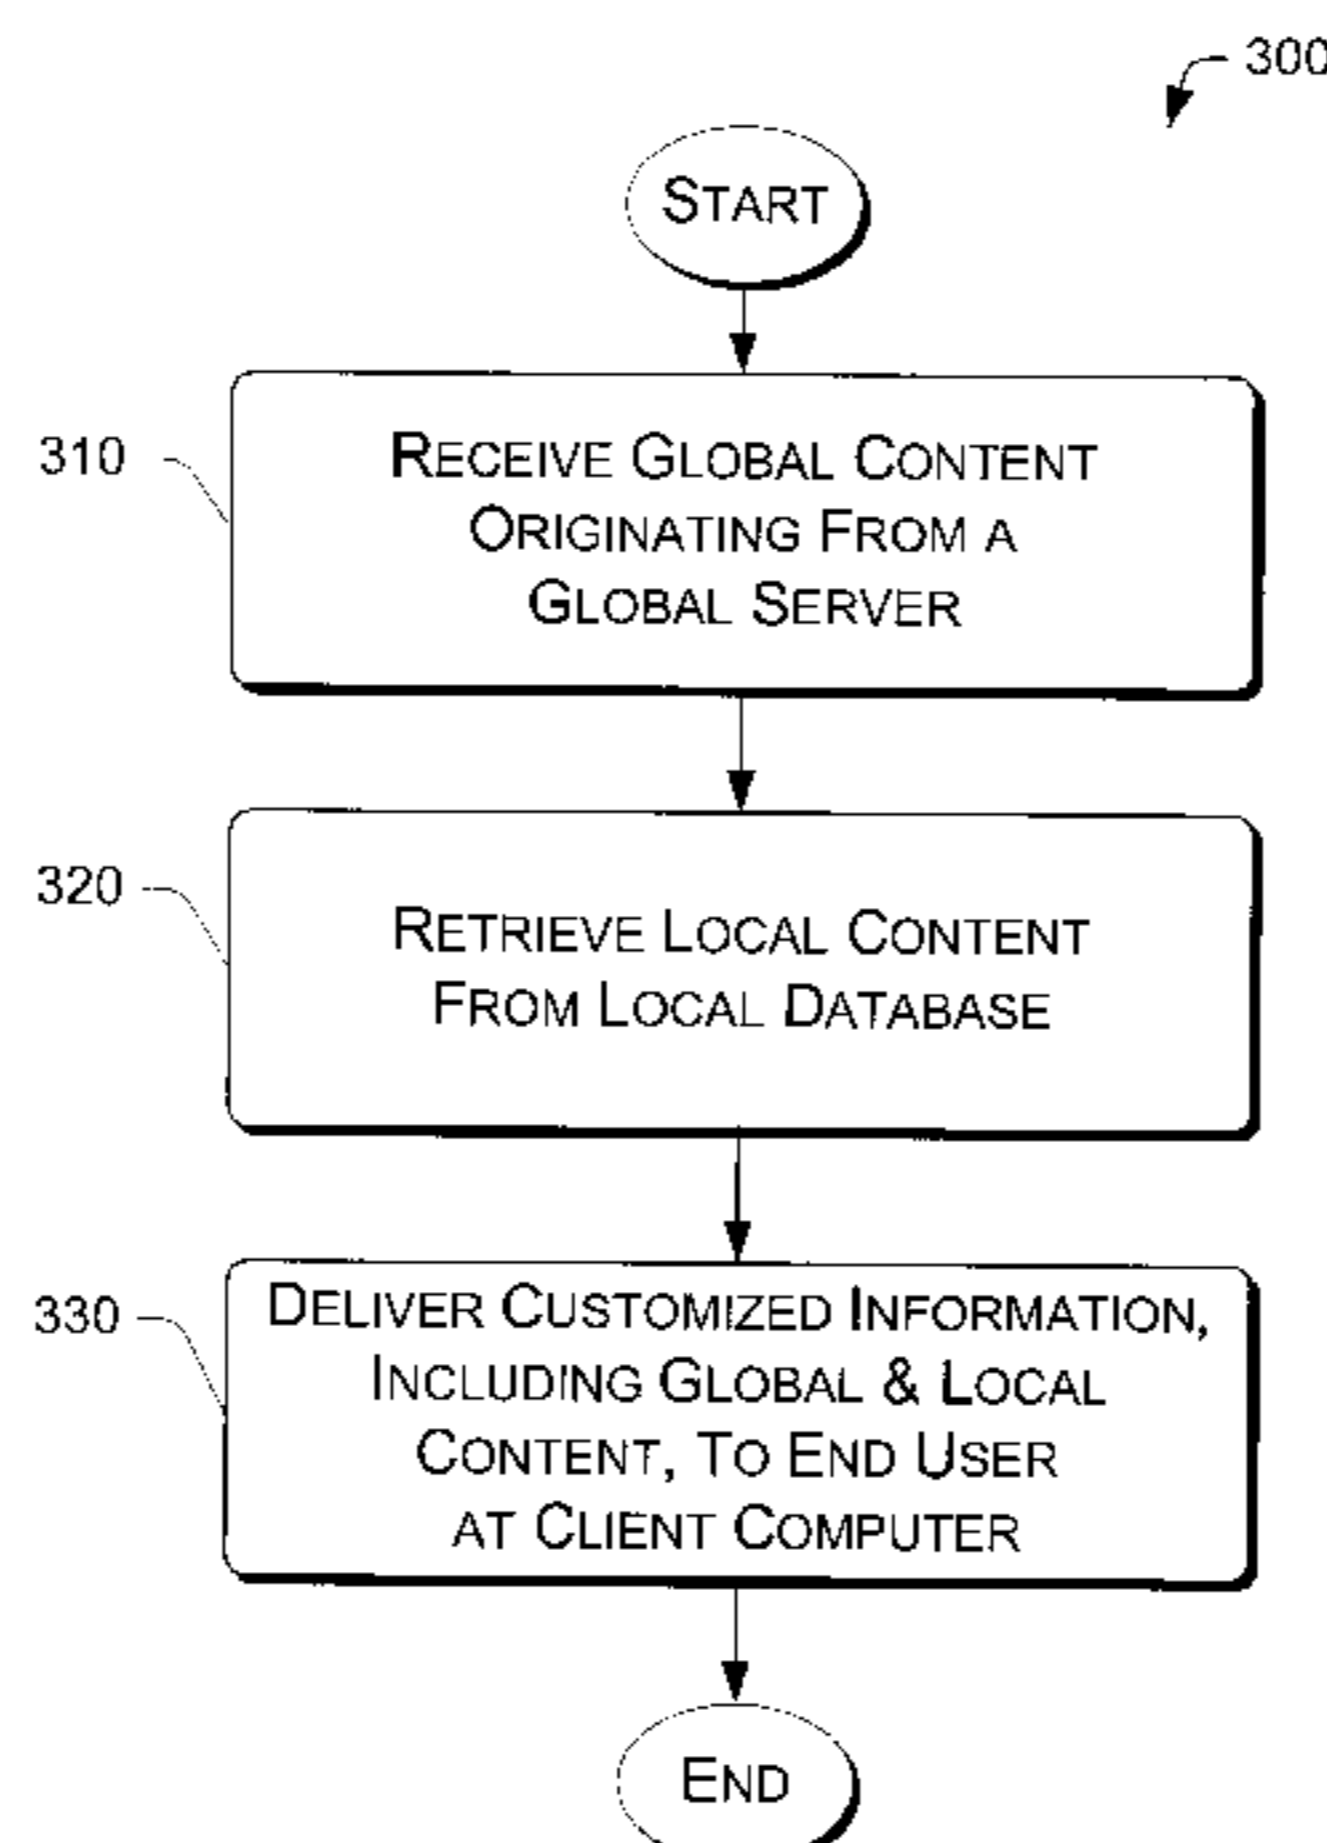 300
START
310
RECEIVE GLOBAL CONTENT
ORIGINATING FROM A
GLOBAL SERVER
320
RETRIEVE LOCAL CONTENT
FROM LOCAL DATABASE
330
DELIVER CUSTOMIZED INFORMATION,
INCLUDING GLOBAL & LOCAL
CONTENT, TO END USER
AT CLIENT COMPUTER
END